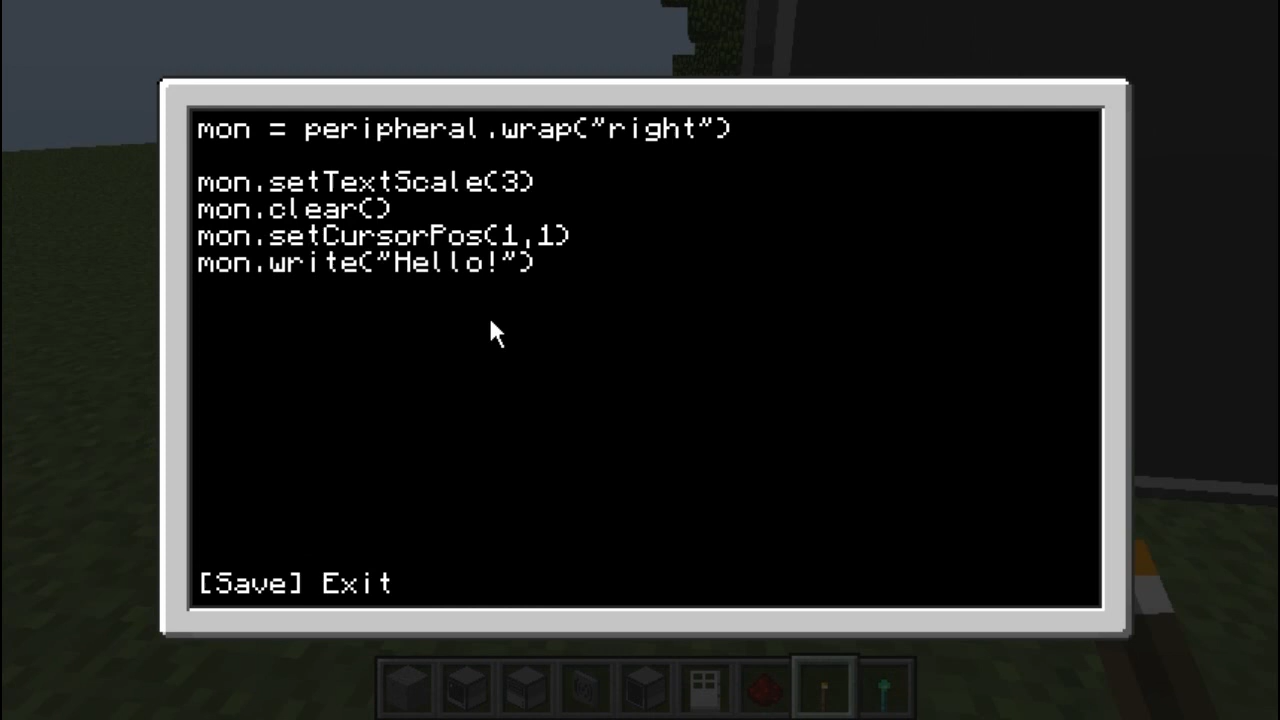 mon = peripheral.wrap("right")
mon.setTextScale(3)
mon.clear()
mon.setCursorPos(1,1)
mon.write("Hello!")
[Save] Exit